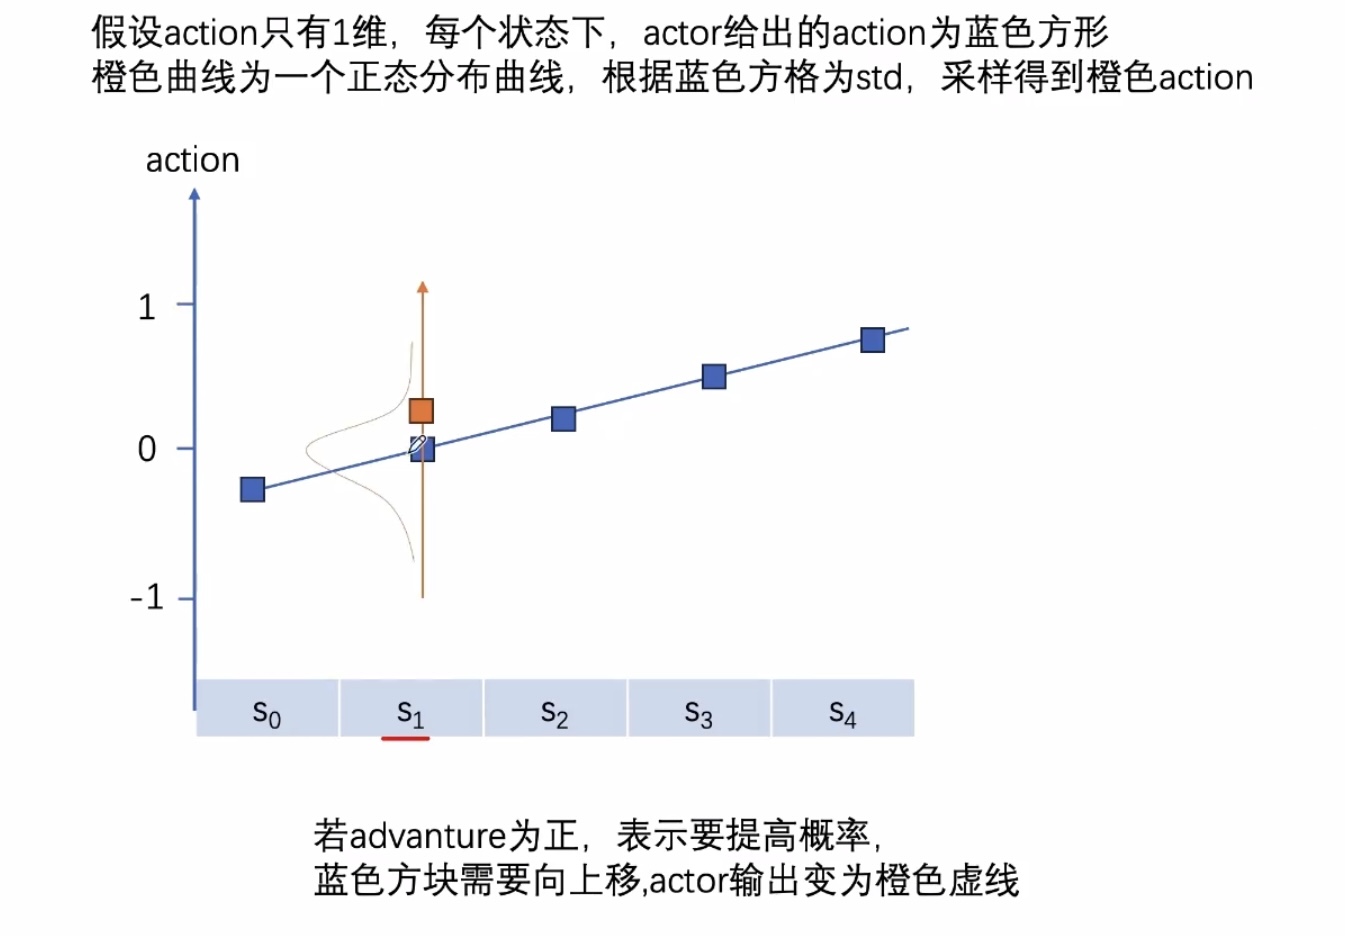 假设action只有1维，每个状态下，actor给出的action为蓝色方形
橙色曲线为一个正态分布曲线，根据蓝色方格为std，采样得到橙色action
action
1
0
-1
s0 s1 s2 s3 s4
若advanture为正，表示要提高概率，
蓝色方块需要向上移,actor输出变为橙色虚线